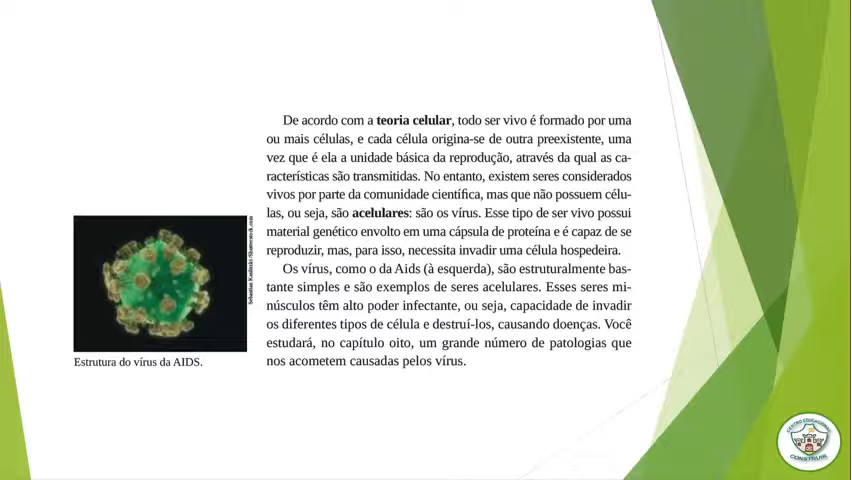 De acordo com a teoria celular, todo ser vivo é formado por uma
ou mais células, e cada célula origina-se de outra preexistente, uma
vez que é ela a unidade básica da reprodução, através da qual as ca-
racterísticas são transmitidas. No entanto, existem seres considerados
vivos por parte da comunidade científica, mas que não possuem célu-
las, ou seja, são acelulares: são os vírus. Esse tipo de ser vivo possui
material genético envolto em uma cápsula de proteína e é capaz de se
reproduzir, mas, para isso, necessita invadir uma célula hospedeira.
Os vírus, como o da Aids (à esquerda), são estruturalmente bas-
tante simples e são exemplos de seres acelulares. Esses seres mi-
núsculos têm alto poder infectante, ou seja, capacidade de invadir
os diferentes tipos de célula e destruí-los, causando doenças. Você
estudará, no capítulo oito, um grande número de patologias que
nos acometem causadas pelos vírus.
Sebastian Kaulitzki/Shutterstock.com
Estrutura do vírus da AIDS.
CENTRO EDUCACIONAL
CONSTRUIR